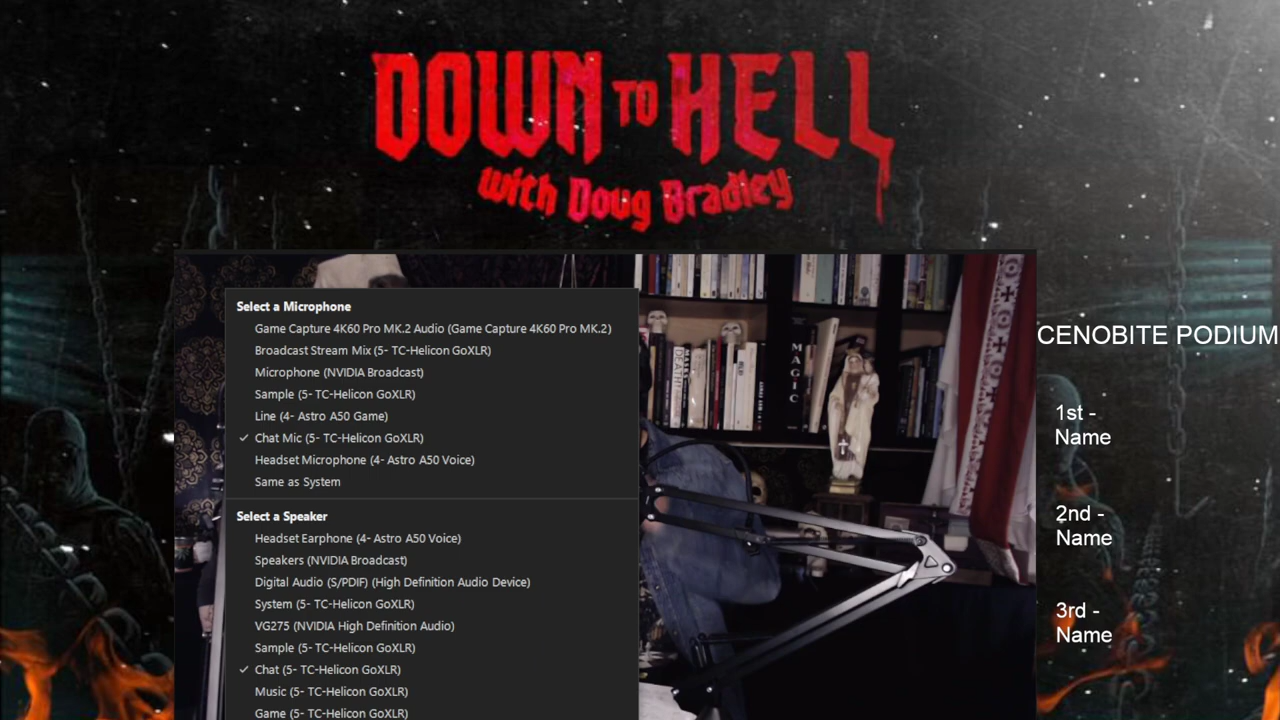 DOWN TO HELL
with Doug Bradley
Select a Microphone
Game Capture 4K60 Pro MK.2 Audio (Game Capture 4K60 Pro MK.2)
Broadcast Stream Mix (5- TC-Helicon GoXLR)
Microphone (NVIDIA Broadcast)
Sample (5- TC-Helicon GoXLR)
Line (4- Astro A50 Game)
Chat Mic (5- TC-Helicon GoXLR)
Headset Microphone (4- Astro A50 Voice)
Same as System
Select a Speaker
Headset Earphone (4- Astro A50 Voice)
Speakers (NVIDIA Broadcast)
Digital Audio (S/PDIF) (High Definition Audio Device)
System (5- TC-Helicon GoXLR)
VG275 (NVIDIA High Definition Audio)
Sample (5- TC-Helicon GoXLR)
Chat (5- TC-Helicon GoXLR)
Music (5- TC-Helicon GoXLR)
Game (5- TC-Helicon GoXLR)
MAGIC
CENOBITE PODIUM
1st -
Name
2nd -
Name
3rd -
Name